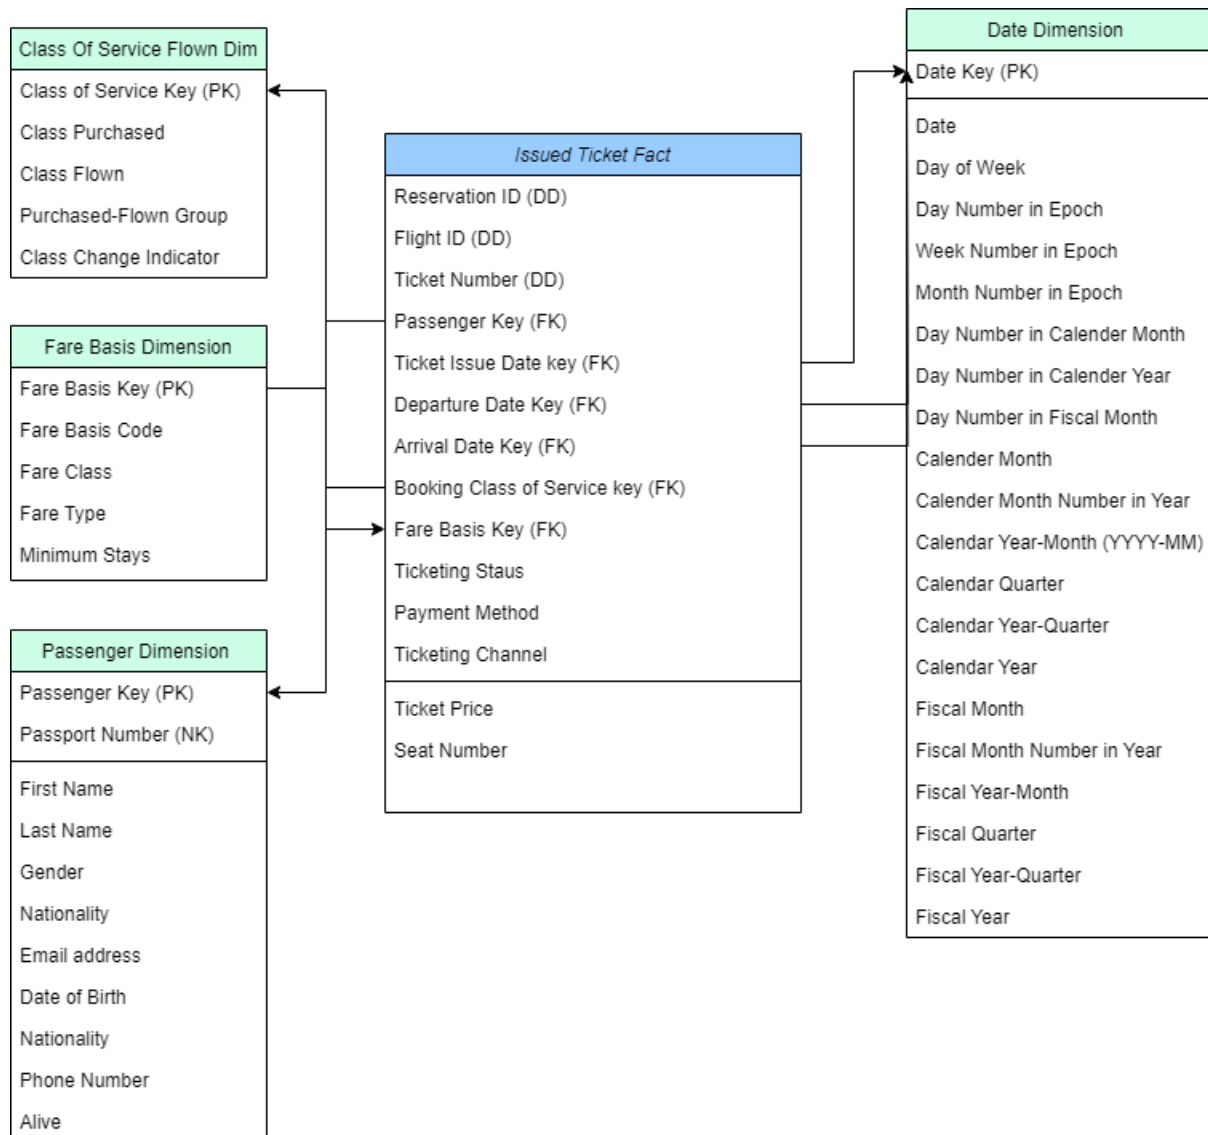 Class Of Service Flown Dim
Class of Service Key (PK)
Class Purchased
Class Flown
Purchased-Flown Group
Class Change Indicator
Fare Basis Dimension
Fare Basis Key (PK)
Fare Basis Code
Fare Class
Fare Type
Minimum Stays
Passenger Dimension
Passenger Key (PK)
Passport Number (NK)
First Name
Last Name
Gender
Nationality
Email address
Date of Birth
Nationality
Phone Number
Alive
Issued Ticket Fact
Reservation ID (DD)
Flight ID (DD)
Ticket Number (DD)
Passenger Key (FK)
Ticket Issue Date key (FK)
Departure Date Key (FK)
Arrival Date Key (FK)
Booking Class of Service key (FK)
Fare Basis Key (FK)
Ticketing Staus
Payment Method
Ticketing Channel
Ticket Price
Seat Number
Date Dimension
Date Key (PK)
Date
Day of Week
Day Number in Epoch
Week Number in Epoch
Month Number in Epoch
Day Number in Calender Month
Day Number in Calender Year
Day Number in Fiscal Month
Calender Month
Calender Month Number in Year
Calendar Year-Month (YYYY-MM)
Calendar Quarter
Calendar Year-Quarter
Calendar Year
Fiscal Month
Fiscal Month Number in Year
Fiscal Year-Month
Fiscal Quarter
Fiscal Year-Quarter
Fiscal Year